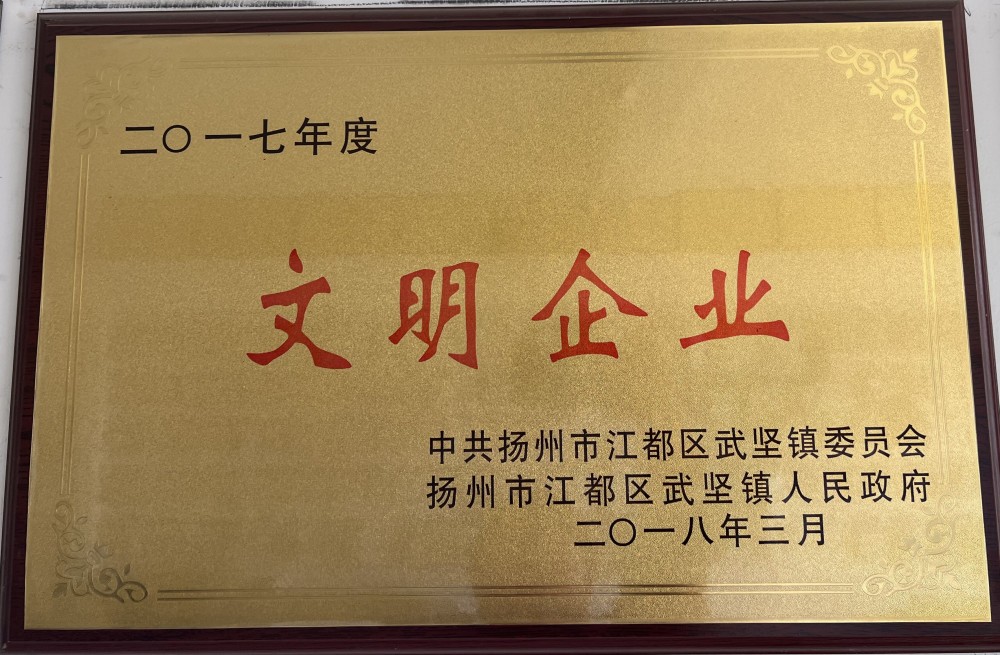 二〇一七年度
文明企业
中共扬州市江都区武坚镇委员会
扬州市江都区武坚镇人民政府
二〇一八年三月